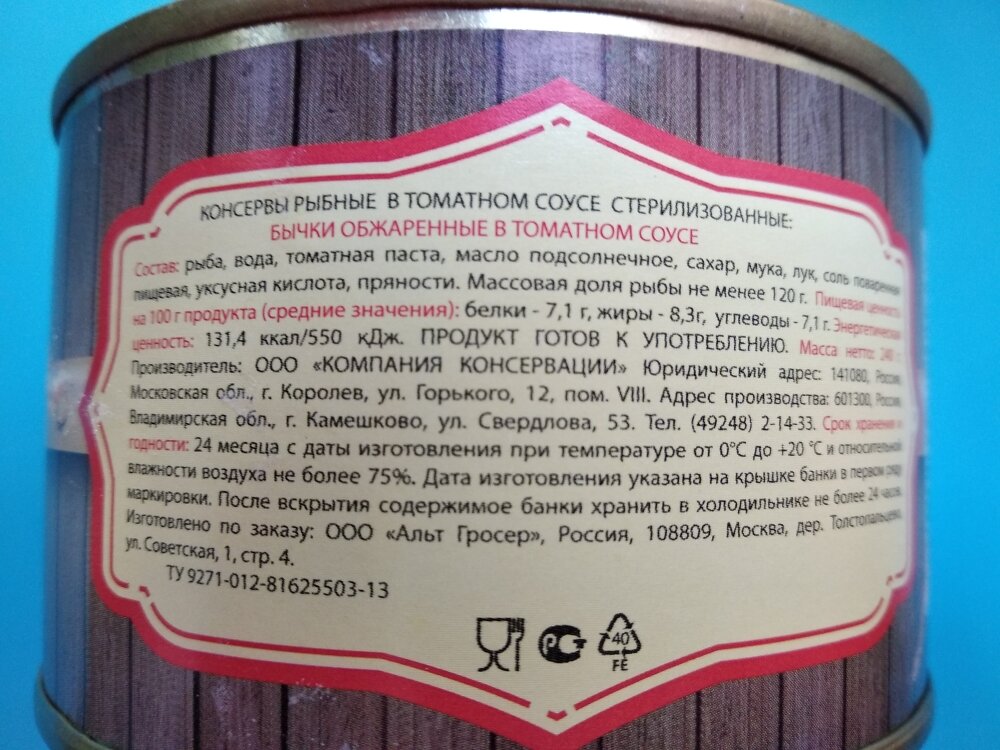 КОНСЕРВЫ РЫБНЫЕ В ТОМАТНОМ СОУСЕ СТЕРИЛИЗОВАННЫЕ:
БЫЧКИ ОБЖАРЕННЫЕ В ТОМАТНОМ СОУСЕ
Состав: рыба, вода, томатная паста, масло подсолнечное, сахар, мука, лук, соль поваренная
пищевая, уксусная кислота, пряности. Массовая доля рыбы не менее 120 г. Пищевая ценность
на 100 г продукта (средние значения): белки - 7,1 г, жиры - 8,3г, углеводы - 7,1 г. Энергетическая
ценность: 131,4 ккал/550 кДж. ПРОДУКТ ГОТОВ К УПОТРЕБЛЕНИЮ. Масса нетто: 240 г.
Производитель: ООО «КОМПАНИЯ КОНСЕРВАЦИИ» Юридический адрес: 141080, Россия,
Московская обл., г. Королев, ул. Горького, 12, пом. VIII. Адрес производства: 601300, Россия,
Владимирская обл., г. Камешково, ул. Свердлова, 53. Тел. (49248) 2-14-33. Срок хранения и
годности: 24 месяца с даты изготовления при температуре от 0°С до +20 °С и относительной
влажности воздуха не более 75%. Дата изготовления указана на крышке банки в первом ряду
маркировки. После вскрытия содержимое банки хранить в холодильнике не более 24 часов.
Изготовлено по заказу: ООО «Альт Гросер», Россия, 108809, Москва, дер. Толстопальцево,
ул. Советская, 1, стр. 4.
ТУ 9271-012-81625503-13
РСТ 40
FE